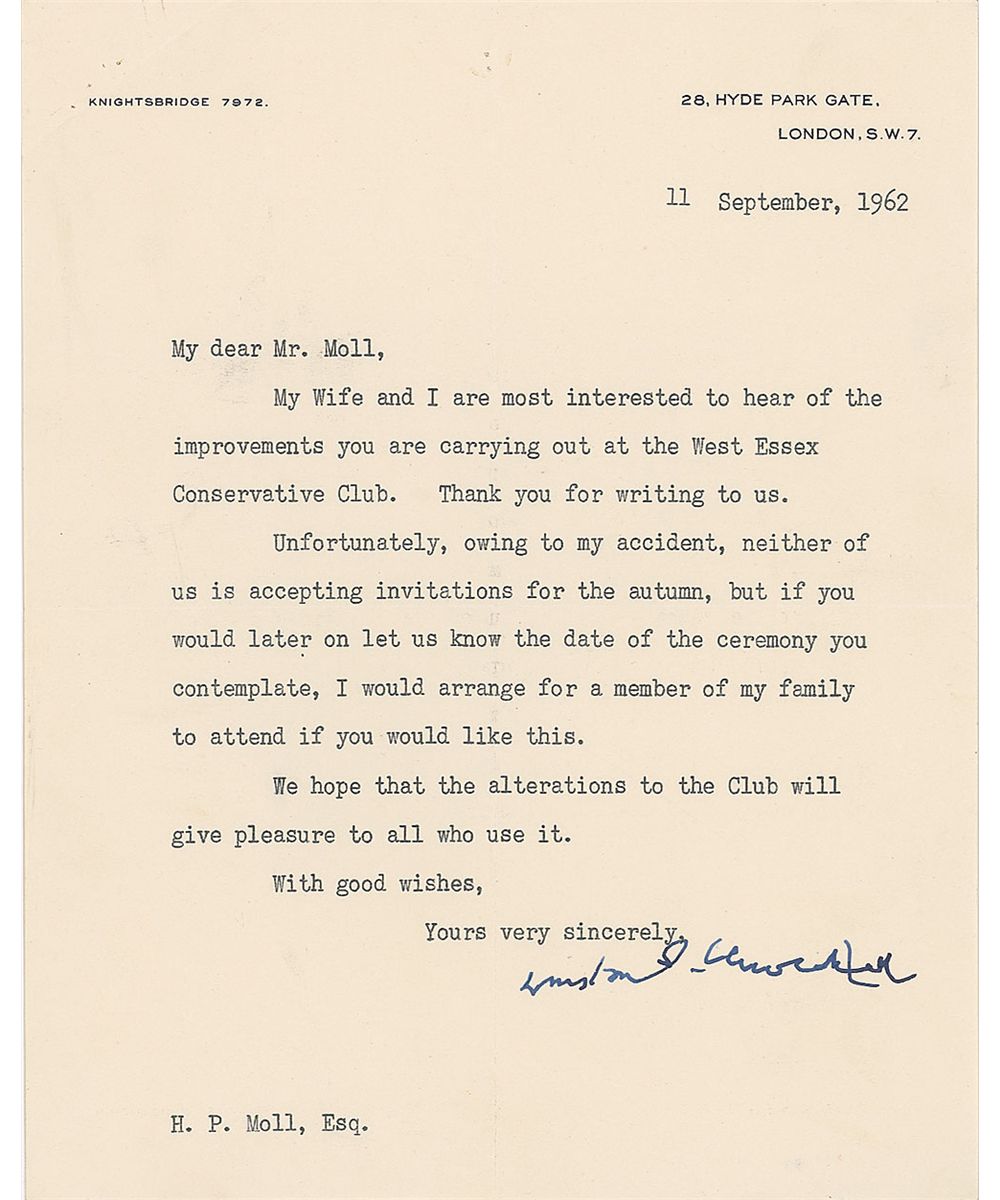 KNIGHTSBRIDGE 7972.
28, HYDE PARK GATE,
LONDON, S.W.7.
11 September, 1962
My dear Mr. Moll,
My Wife and I are most interested to hear of the
improvements you are carrying out at the West Essex
Conservative Club. Thank you for writing to us.
Unfortunately, owing to my accident, neither of
us is accepting invitations for the autumn, but if you
would later on let us know the date of the ceremony you
contemplate, I would arrange for a member of my family
to attend if you would like this.
We hope that the alterations to the Club will
give pleasure to all who use it.
With good wishes,
Yours very sincerely,
Winston S. Churchill
H. P. Moll, Esq.